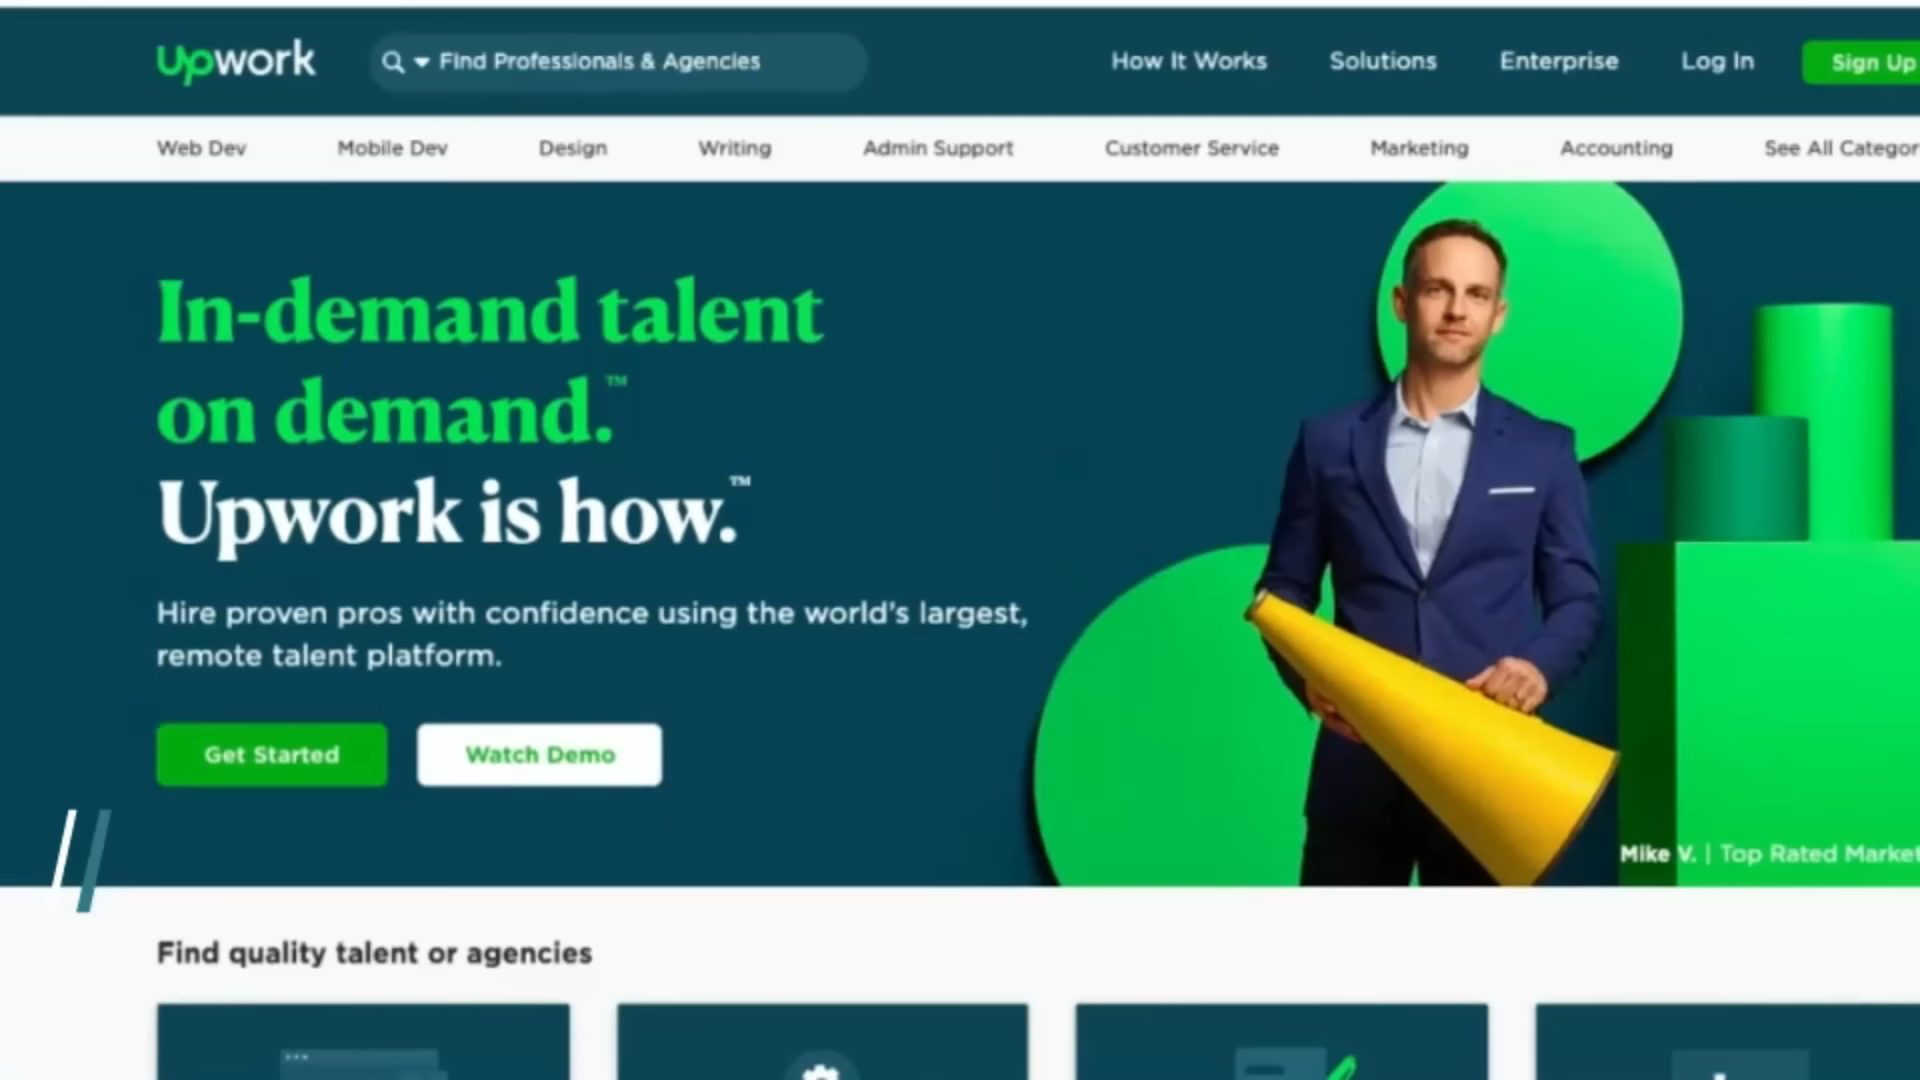 Upwork
Find Professionals & Agencies
How It Works
Solutions
Enterprise
Log In
Sign Up
Web Dev
Mobile Dev
Design
Writing
Admin Support
Customer Service
Marketing
Accounting
See All Categor
In-demand talent
on demand.™
Upwork is how.™
Hire proven pros with confidence using the world's largest,
remote talent platform.
Get Started
Watch Demo
Mike V. | Top Rated Market
Find quality talent or agencies